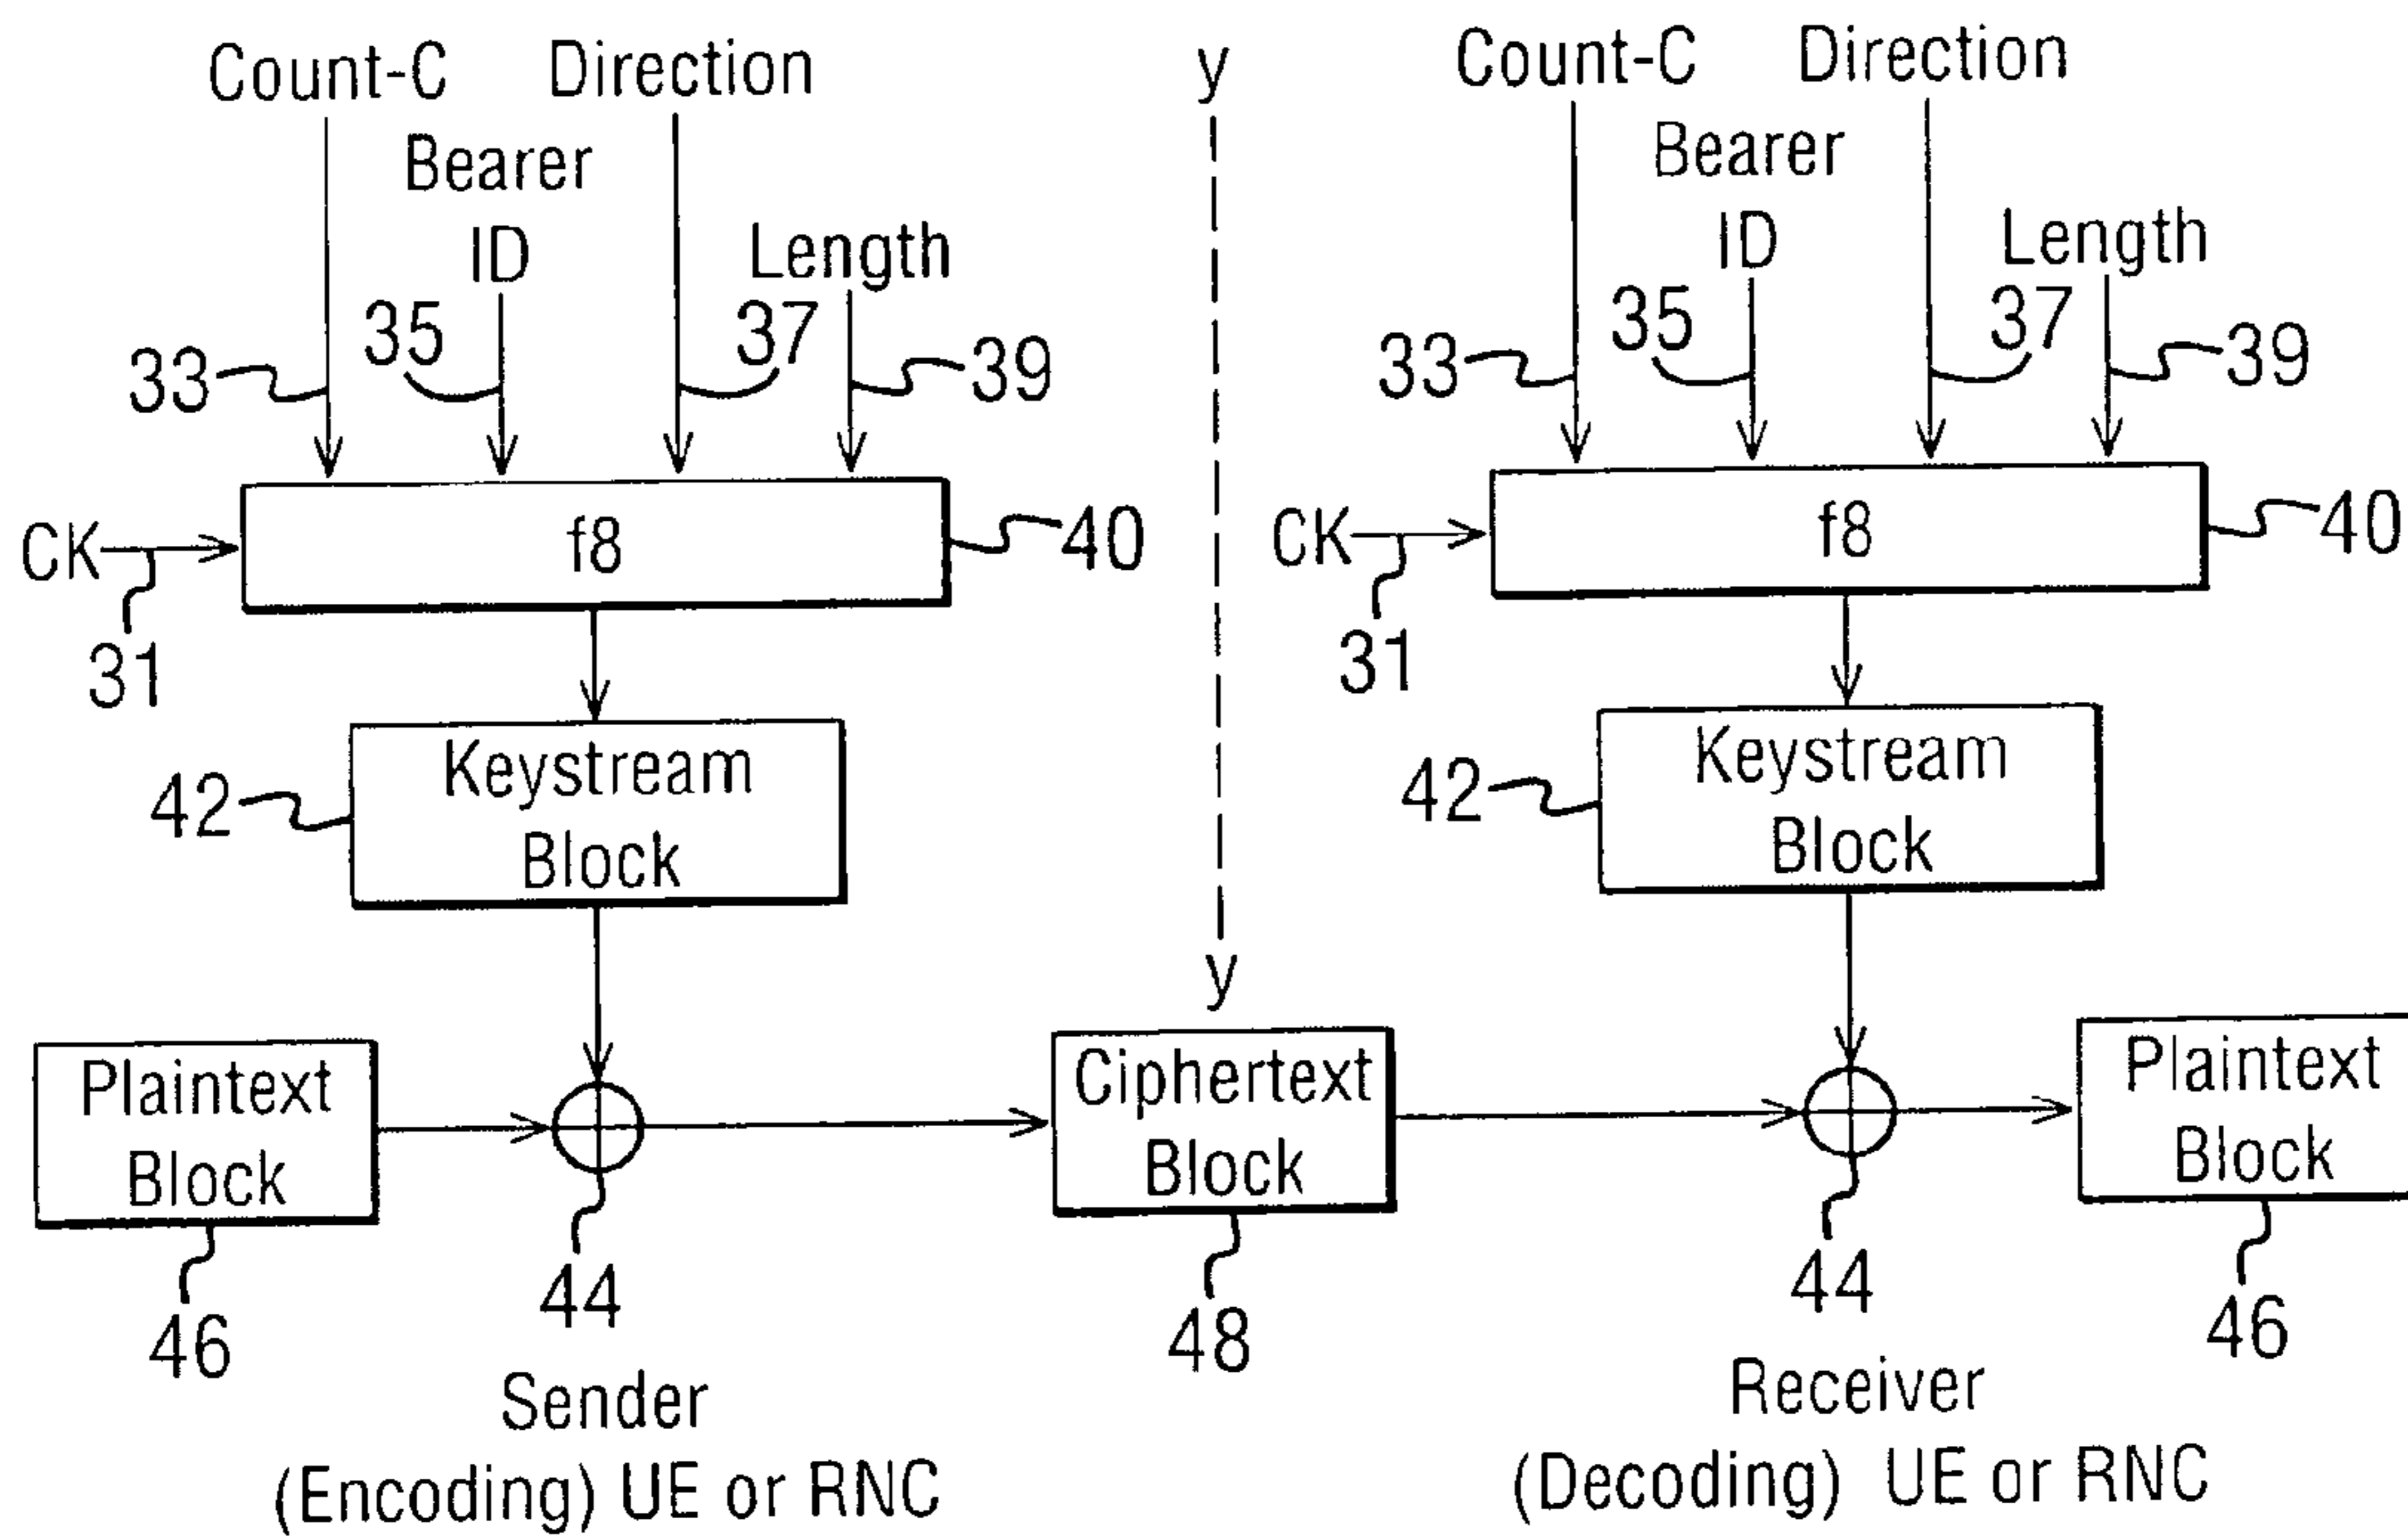 Count-C Direction
Bearer
ID
Length
33
35
37
39
CK
f8
40
31
Keystream
Block
42
Plaintext
Block
46
44
Sender
(Encoding) UE or RNC
y
y
Ciphertext
Block
48
Count-C Direction
Bearer
ID
Length
33
35
37
39
CK
f8
40
31
Keystream
Block
42
44
Plaintext
Block
46
Receiver
(Decoding) UE or RNC